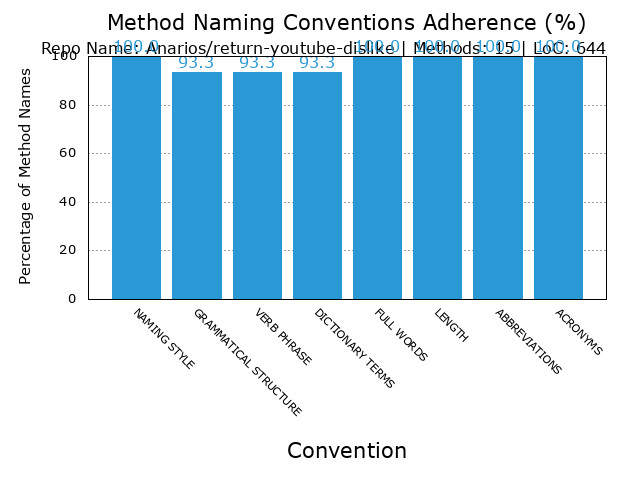 Method Naming Conventions Adherence (%)
Repo Name: Anarios/return-youtube-dislike | Methods: 15 | LoC: 644
100.0 93.3 93.3 93.3 100.0 100.0 100.0 100.0
Percentage of Method Names
100
80
60
40
20
0
NAMING STYLE
GRAMMATICAL STRUCTURE
VERB PHRASE
DICTIONARY TERMS
FULL WORDS
LENGTH
ABBREVIATIONS
ACRONYMS
Convention